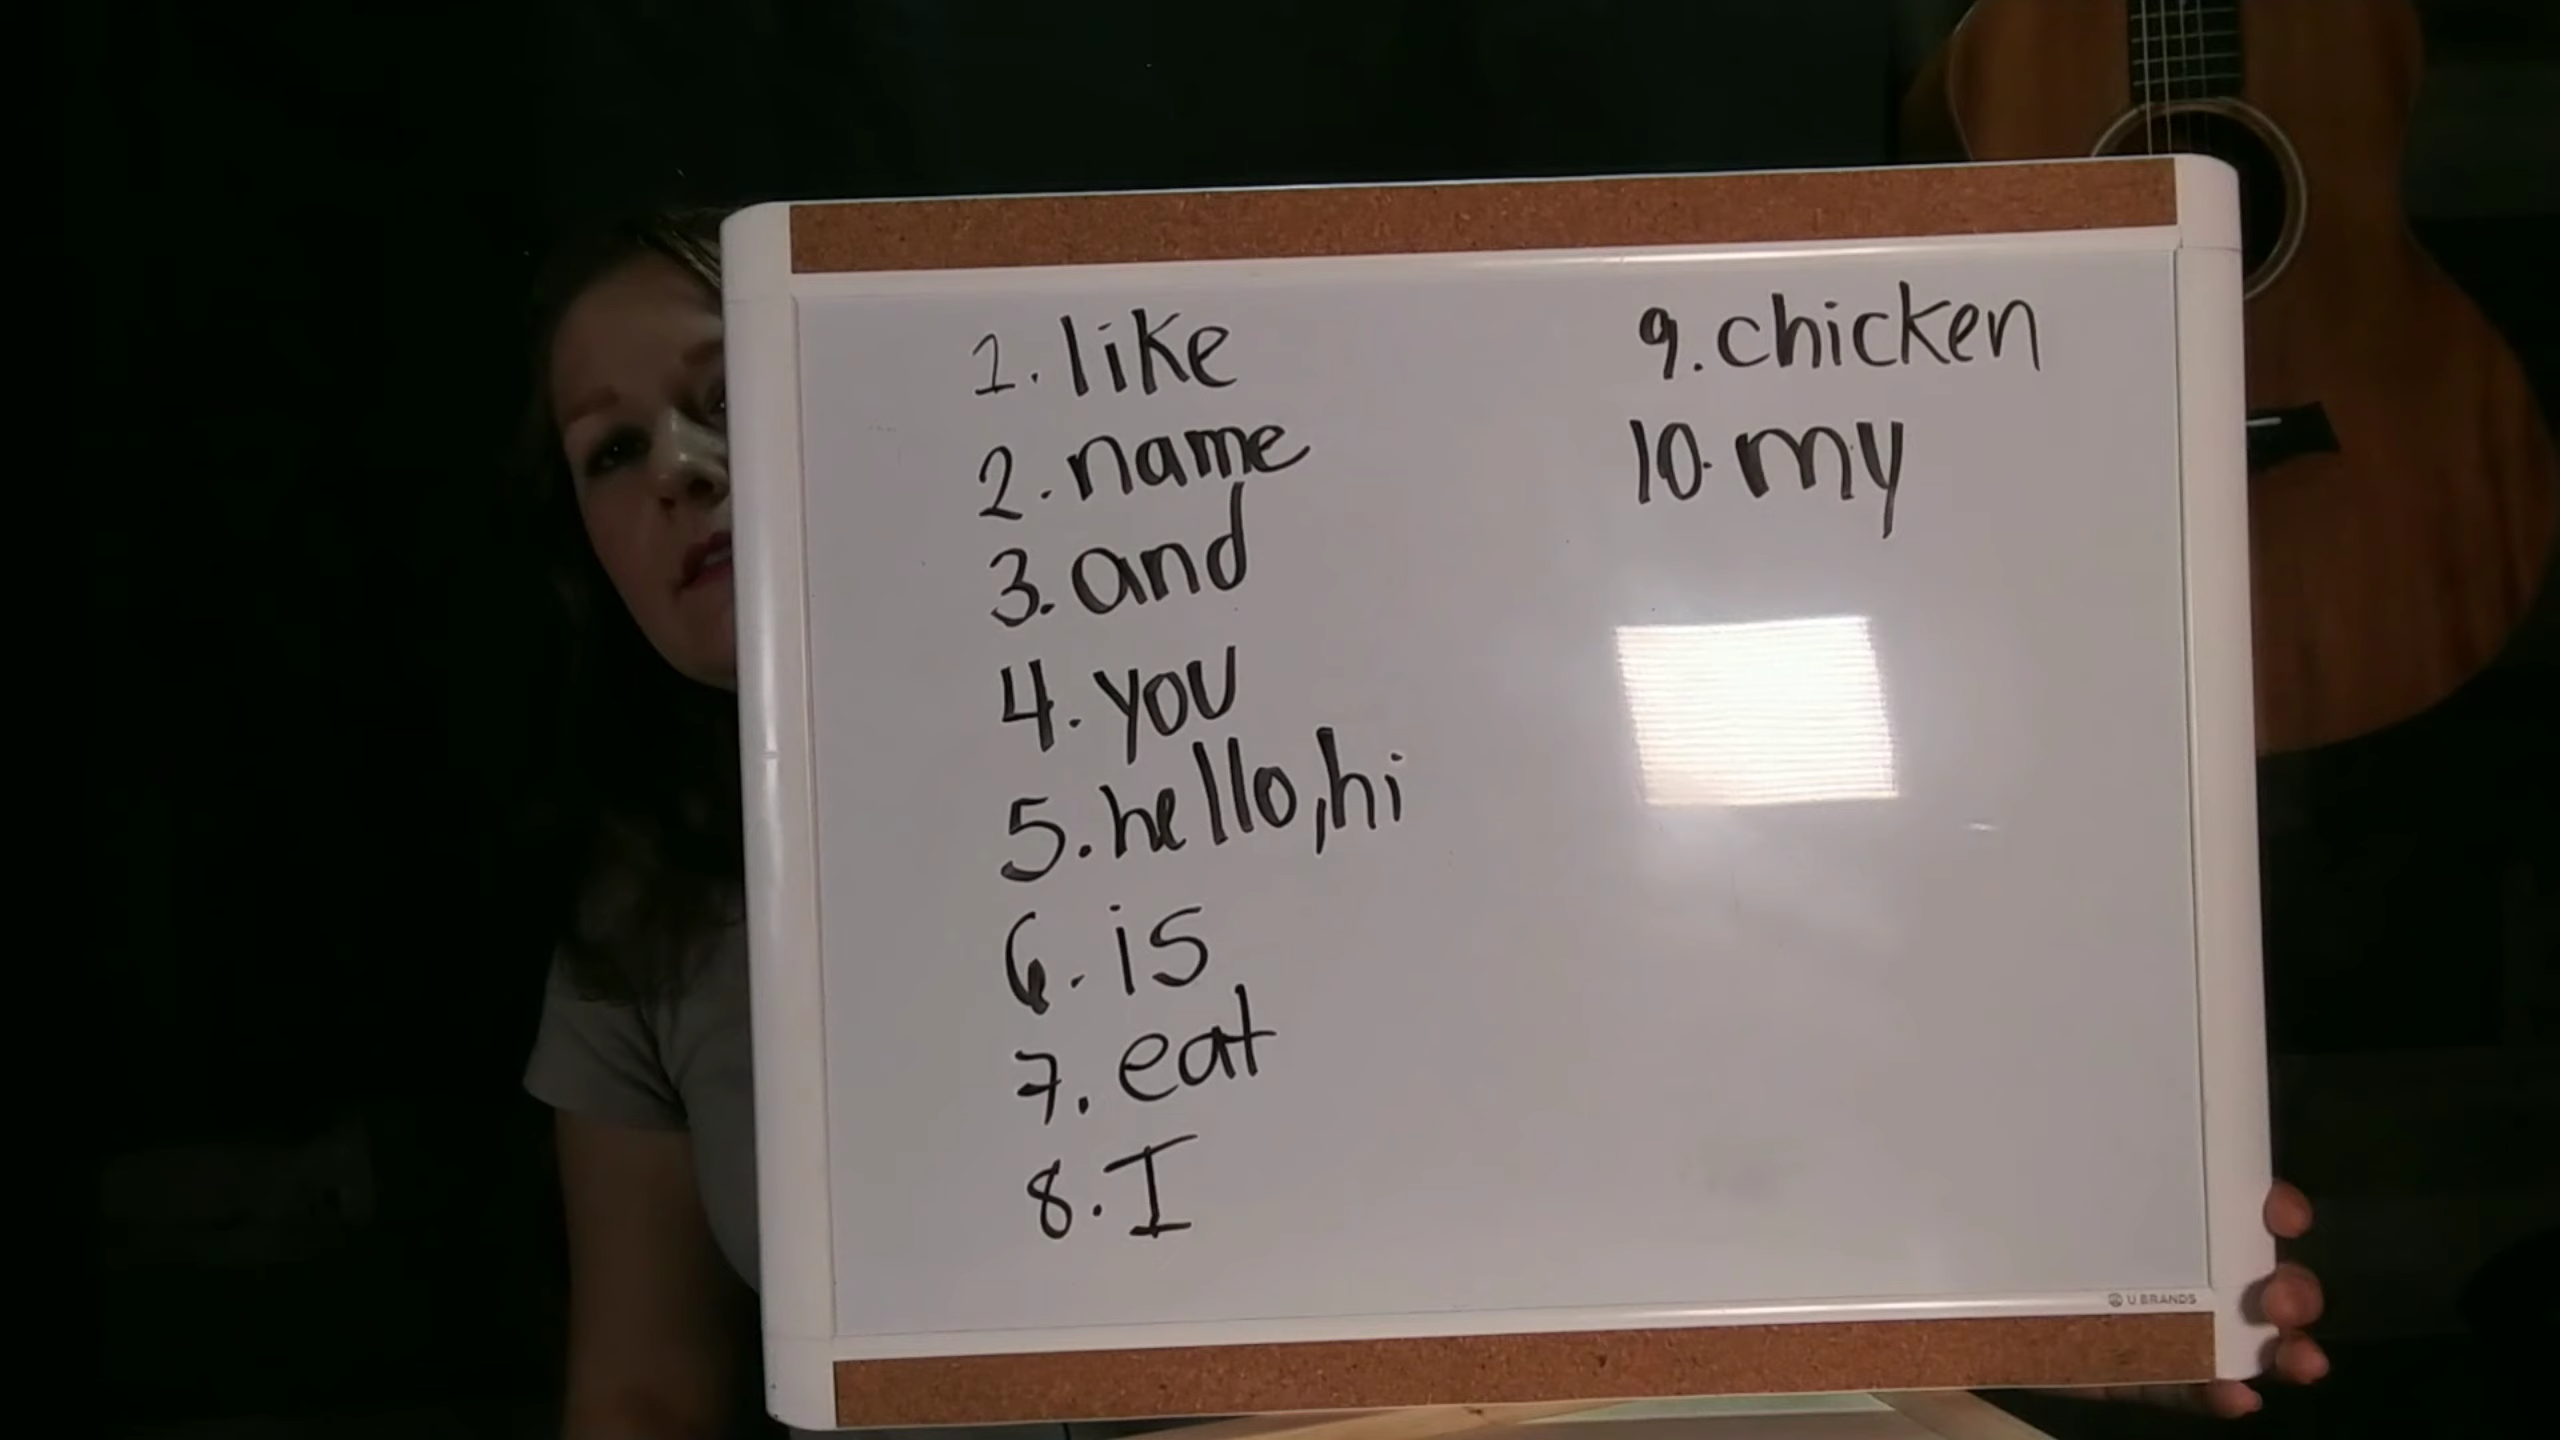 1. like
2. name
3. and
4. you
5. hello, hi
6. is
7. eat
8. I
9. chicken
10. my
U BRANDS